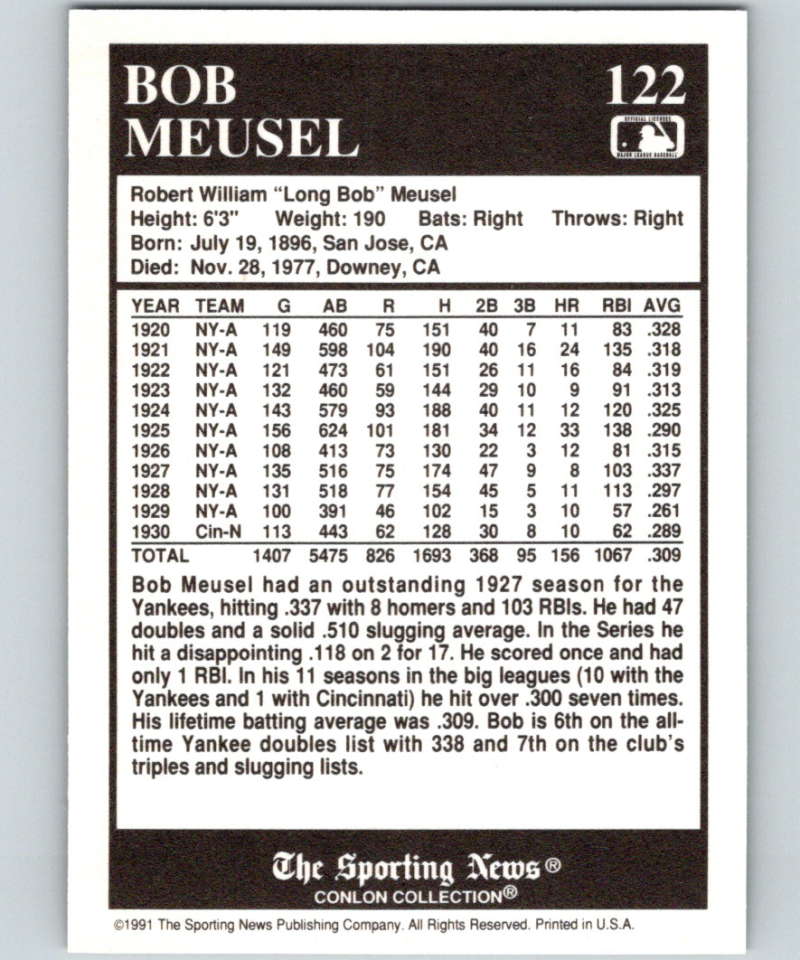 BOB 122
MEUSEL
OFFICIAL LICENSEE
MAJOR LEAGUE BASEBALL
Robert William “Long Bob” Meusel
Height: 6'3" Weight: 190 Bats: Right Throws: Right
Born: July 19, 1896, San Jose, CA
Died: Nov. 28, 1977, Downey, CA
YEAR TEAM G AB R H 2B 3B HR RBI AVG
1920 NY-A 119 460 75 151 40 7 11 83 .328
1921 NY-A 149 598 104 190 40 16 24 135 .318
1922 NY-A 121 473 61 151 26 11 16 84 .319
1923 NY-A 132 460 59 144 29 10 9 91 .313
1924 NY-A 143 579 93 188 40 11 12 120 .325
1925 NY-A 156 624 101 181 34 12 33 138 .290
1926 NY-A 108 413 73 130 22 3 12 81 .315
1927 NY-A 135 516 75 174 47 9 8 103 .337
1928 NY-A 131 518 77 154 45 5 11 113 .297
1929 NY-A 100 391 46 102 15 3 10 57 .261
1930 Cin-N 113 443 62 128 30 8 10 62 .289
TOTAL 1407 5475 826 1693 368 95 156 1067 .309
Bob Meusel had an outstanding 1927 season for the
Yankees, hitting .337 with 8 homers and 103 RBIs. He had 47
doubles and a solid .510 slugging average. In the Series he
hit a disappointing .118 on 2 for 17. He scored once and had
only 1 RBI. In his 11 seasons in the big leagues (10 with the
Yankees and 1 with Cincinnati) he hit over .300 seven times.
His lifetime batting average was .309. Bob is 6th on the all-
time Yankee doubles list with 338 and 7th on the club's
triples and slugging lists.
The Sporting News®
CONLON COLLECTION®
©1991 The Sporting News Publishing Company. All Rights Reserved. Printed in U.S.A.